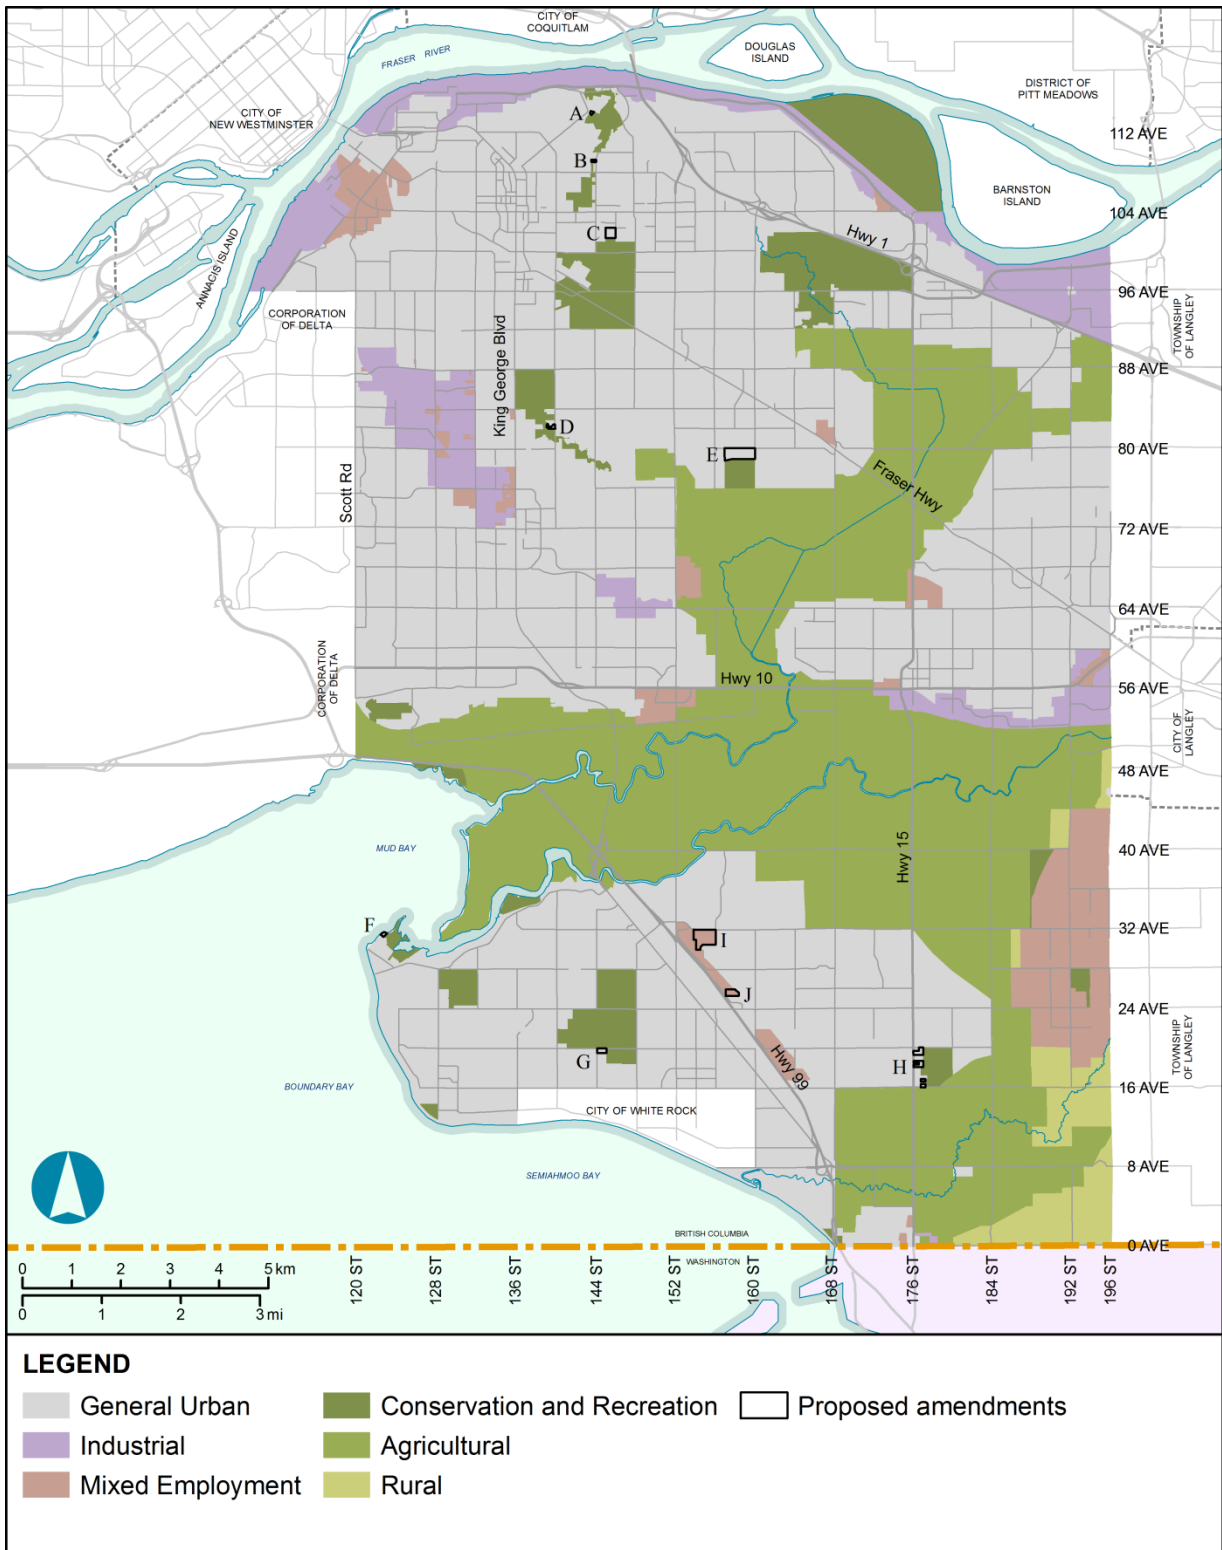 CITY OF
COQUITLAM
FRASER RIVER
DOUGLAS
ISLAND
DISTRICT OF
PITT MEADOWS
CITY OF
NEW WESTMINSTER
A
112 AVE
B
BARNSTON
ISLAND
104 AVE
C
Hwy 1
ANNACIS ISLAND
96 AVE
CORPORATION
OF DELTA
TOWNSHIP
OF LANGLEY
King George Blvd
88 AVE
D
E
80 AVE
Fraser Hwy
Scott Rd
72 AVE
64 AVE
CORPORATION
OF DELTA
Hwy 10
56 AVE
CITY OF
LANGLEY
48 AVE
MUD BAY
Hwy 15
40 AVE
F
32 AVE
I
J
24 AVE
TOWNSHIP
OF LANGLEY
G
Hwy 99
H
16 AVE
BOUNDARY BAY
CITY OF WHITE ROCK
8 AVE
SEMIAHMOO BAY
BRITISH COLUMBIA
0 AVE
WASHINGTON
0 1 2 3 4 5 km
0 1 2 3 mi
120 ST
128 ST
136 ST
144 ST
152 ST
160 ST
168 ST
176 ST
184 ST
192 ST
196 ST
LEGEND
General Urban
Conservation and Recreation
Proposed amendments
Industrial
Agricultural
Mixed Employment
Rural